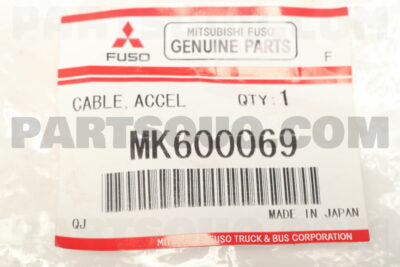 MITSUBISHI FUSO
GENUINE PARTS
FUSO
F
CABLE, ACCEL QTY:1
MK600069
QJ
MADE IN JAPAN
MITSUBISHI FUSO TRUCK & BUS CORPORATION
PARTSOUQ.COM